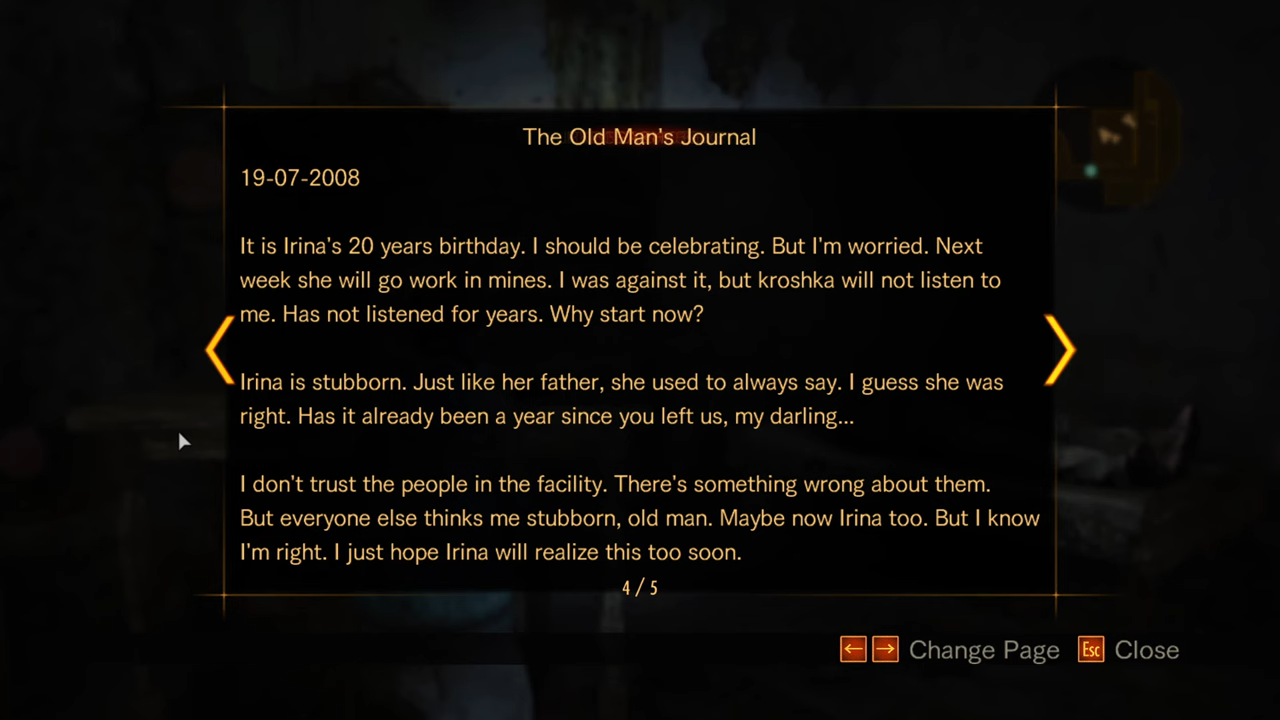 The Old Man's Journal
19-07-2008
It is Irina's 20 years birthday. I should be celebrating. But I'm worried. Next
week she will go work in mines. I was against it, but kroshka will not listen to
me. Has not listened for years. Why start now?
Irina is stubborn. Just like her father, she used to always say. I guess she was
right. Has it already been a year since you left us, my darling...
I don't trust the people in the facility. There's something wrong about them.
But everyone else thinks me stubborn, old man. Maybe now Irina too. But I know
I'm right. I just hope Irina will realize this too soon.
4 / 5
← → Change Page Esc Close